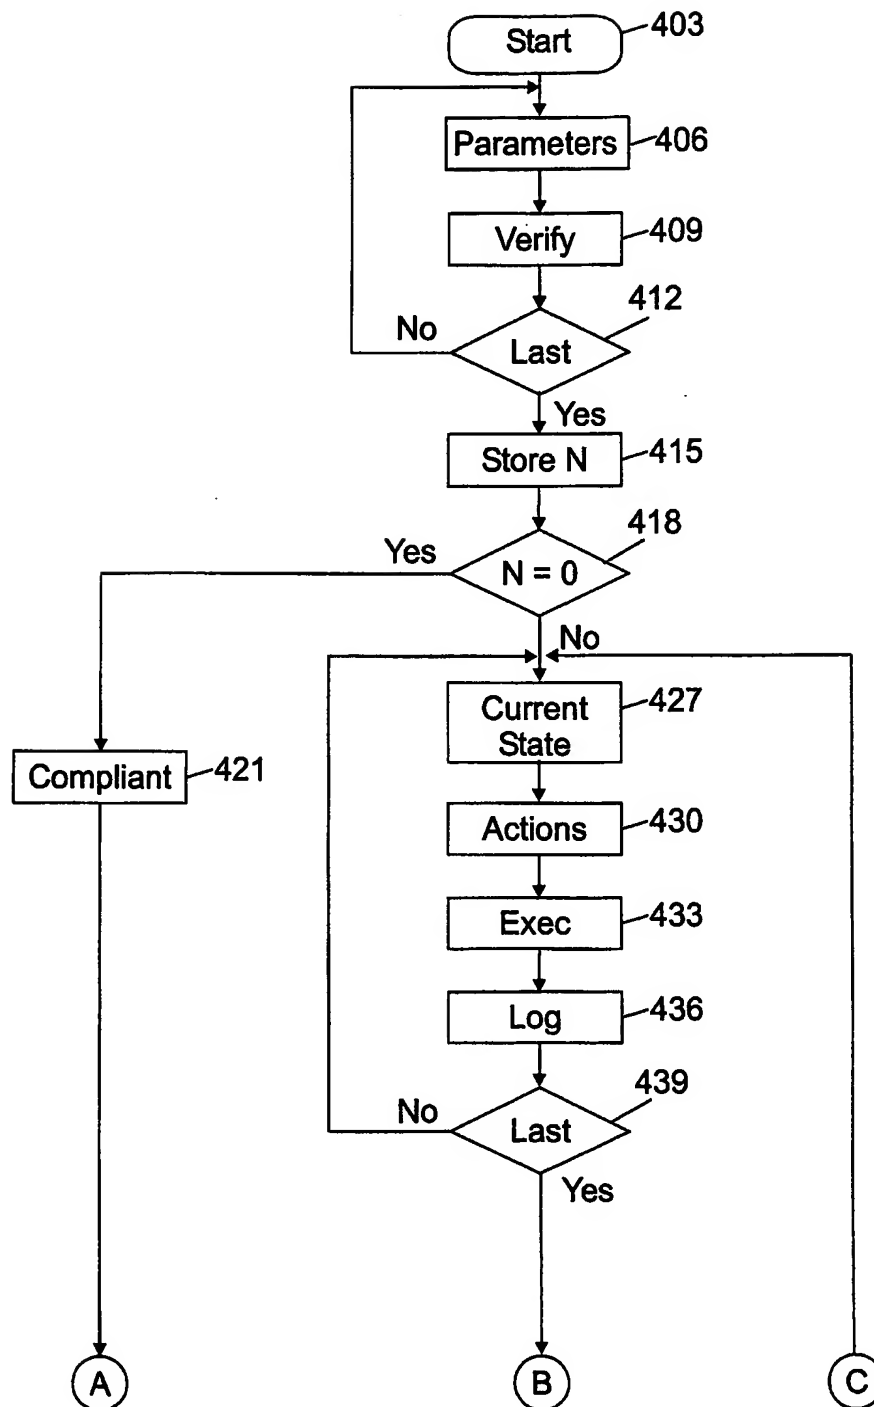 Start
403
Parameters
406
Verify
409
412
No
Last
Yes
Store N
415
418
Yes
N = 0
No
Current
State
427
Compliant
421
Actions
430
Exec
433
Log
436
439
No
Last
Yes
A
B
C